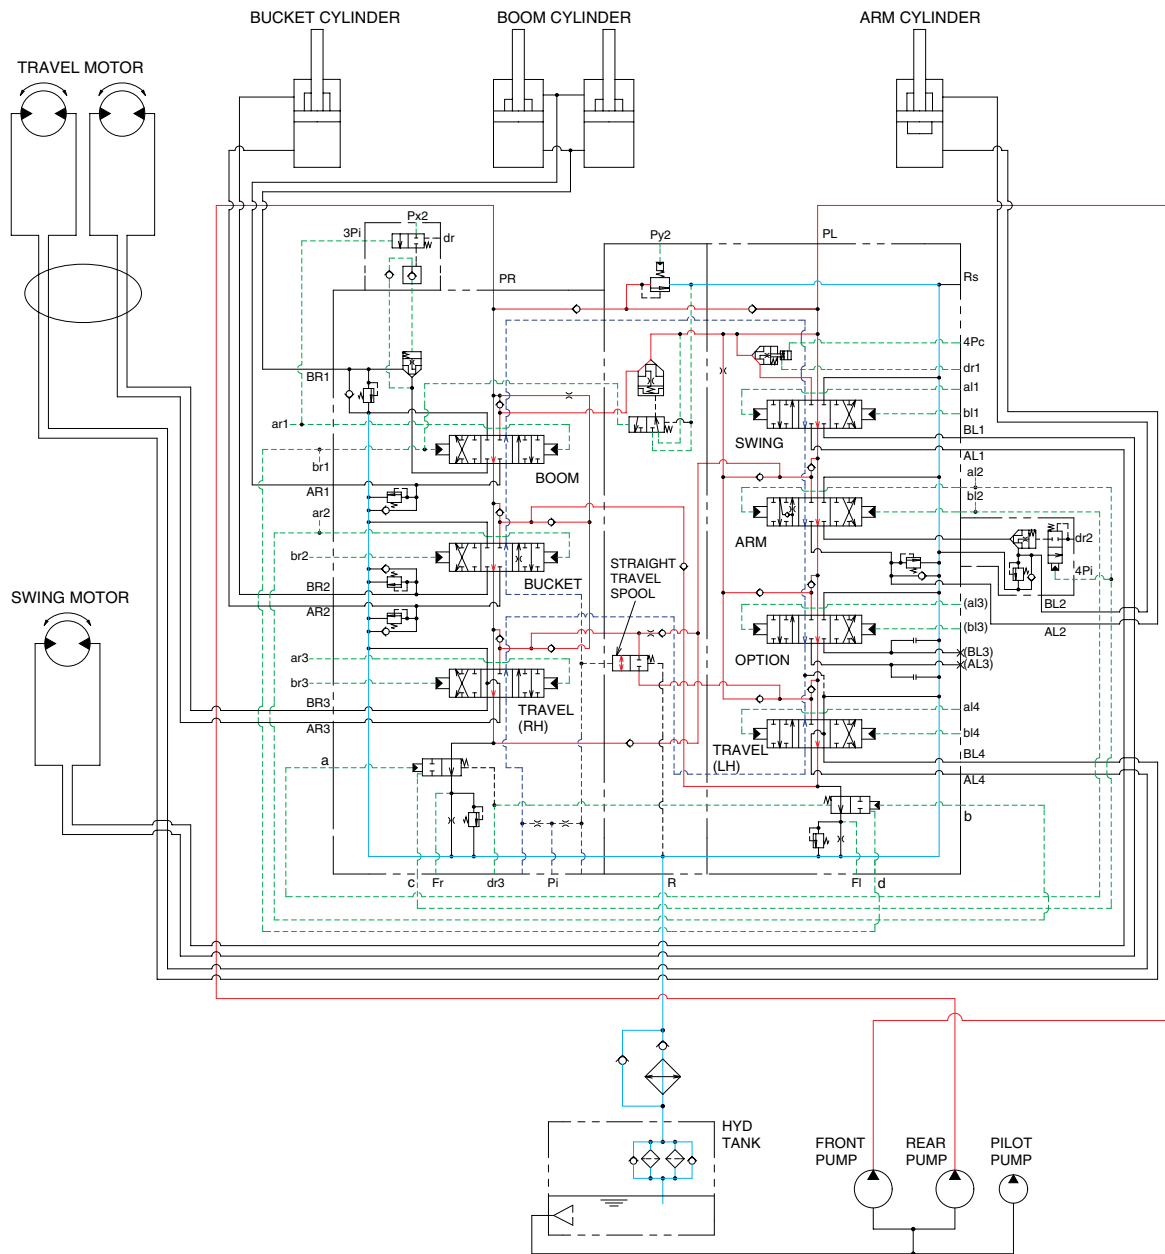 BUCKET CYLINDER
BOOM CYLINDER
ARM CYLINDER
TRAVEL MOTOR
Px2
3Pi
dr
Py2
PL
PR
Rs
4Pc
dr1
al1
bl1
BL1
SWING
AL1
al2
bl2
BR1
ar1
br1
BOOM
AR1
ar2
ARM
dr2
4Pi
br2
BUCKET
STRAIGHT
TRAVEL
SPOOL
BR2
AR2
BL2
AL2
(al3)
(bl3)
OPTION
(BL3)
(AL3)
SWING MOTOR
ar3
br3
BR3
AR3
TRAVEL
(RH)
al4
bl4
TRAVEL
(LH)
BL4
AL4
a
b
c
Fr
dr3
Pi
R
Fl
d
HYD
TANK
FRONT
PUMP
REAR
PUMP
PILOT
PUMP